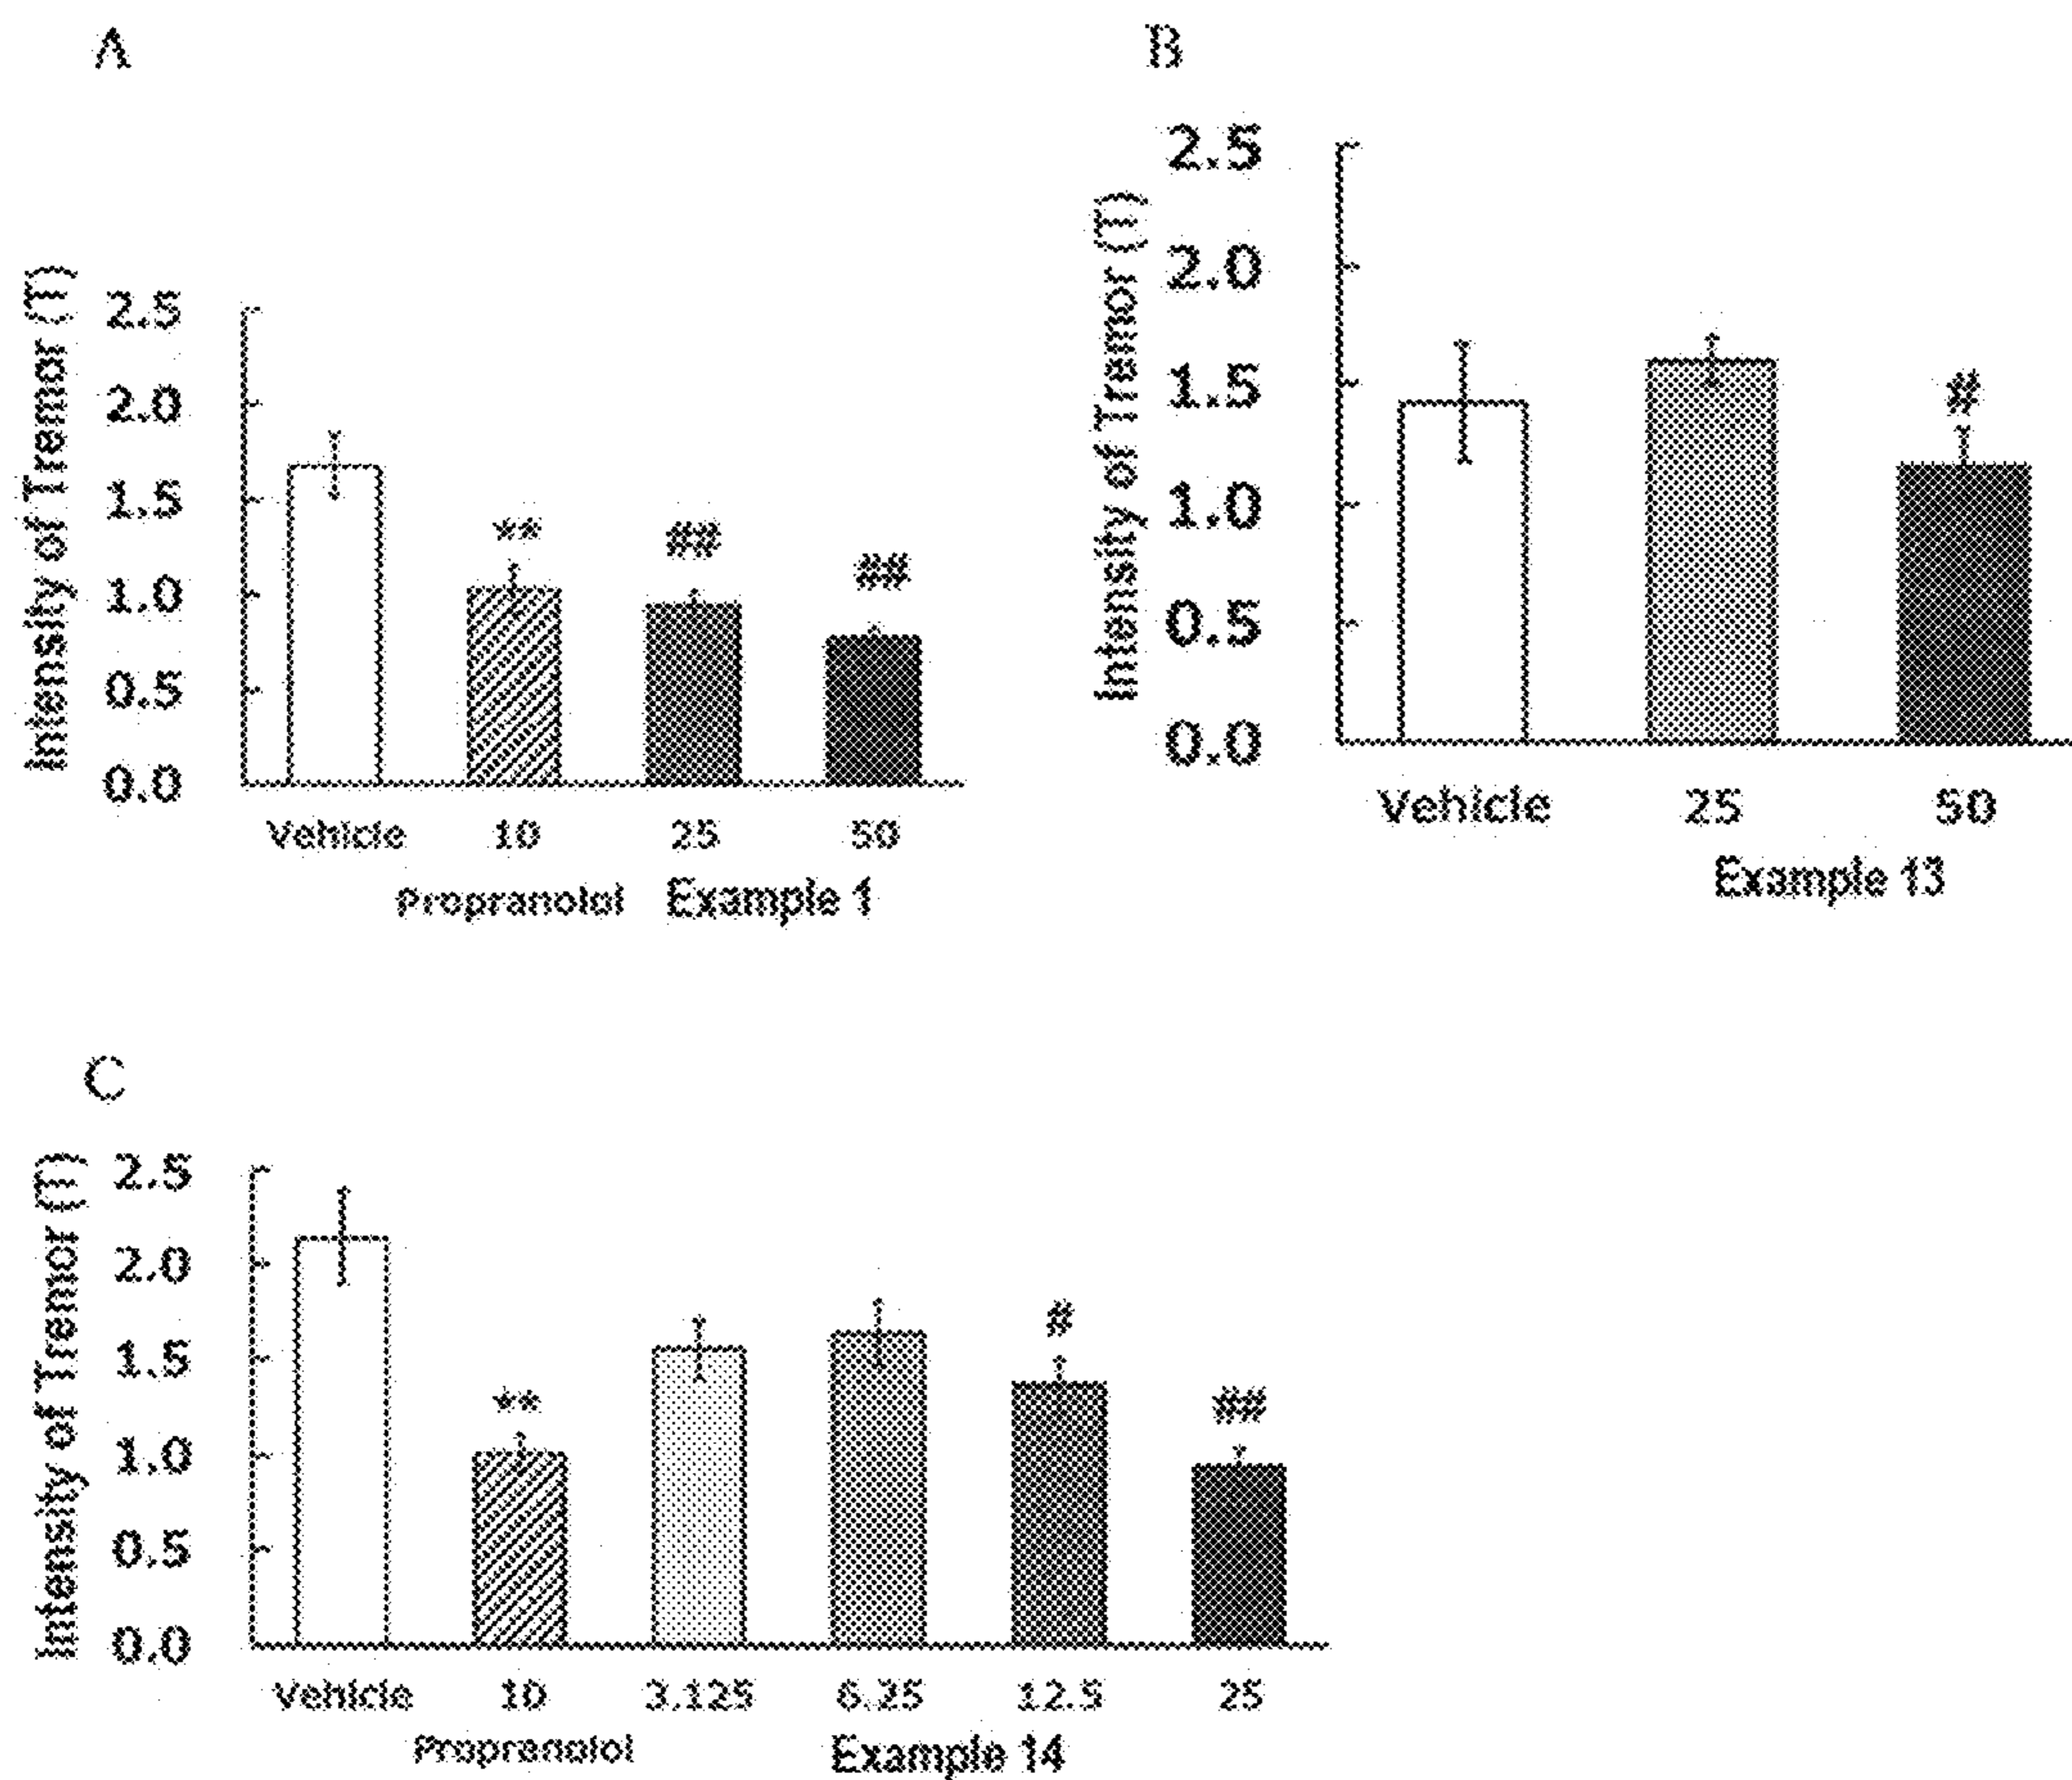 A
Intensity of Tremor (T)
2.5
2.0
1.5
1.0
0.5
0.0
**
##
##
Vehicle 10 25 50
Propranolol Example 1
B
Intensity of Tremor (T)
2.5
2.0
1.5
1.0
0.5
0.0
#
Vehicle 25 50
Example 13
C
Intensity of Tremor (T)
2.5
2.0
1.5
1.0
0.5
0.0
**
#
##
Vehicle 10 3.125 6.25 12.5 25
Propranolol Example 14